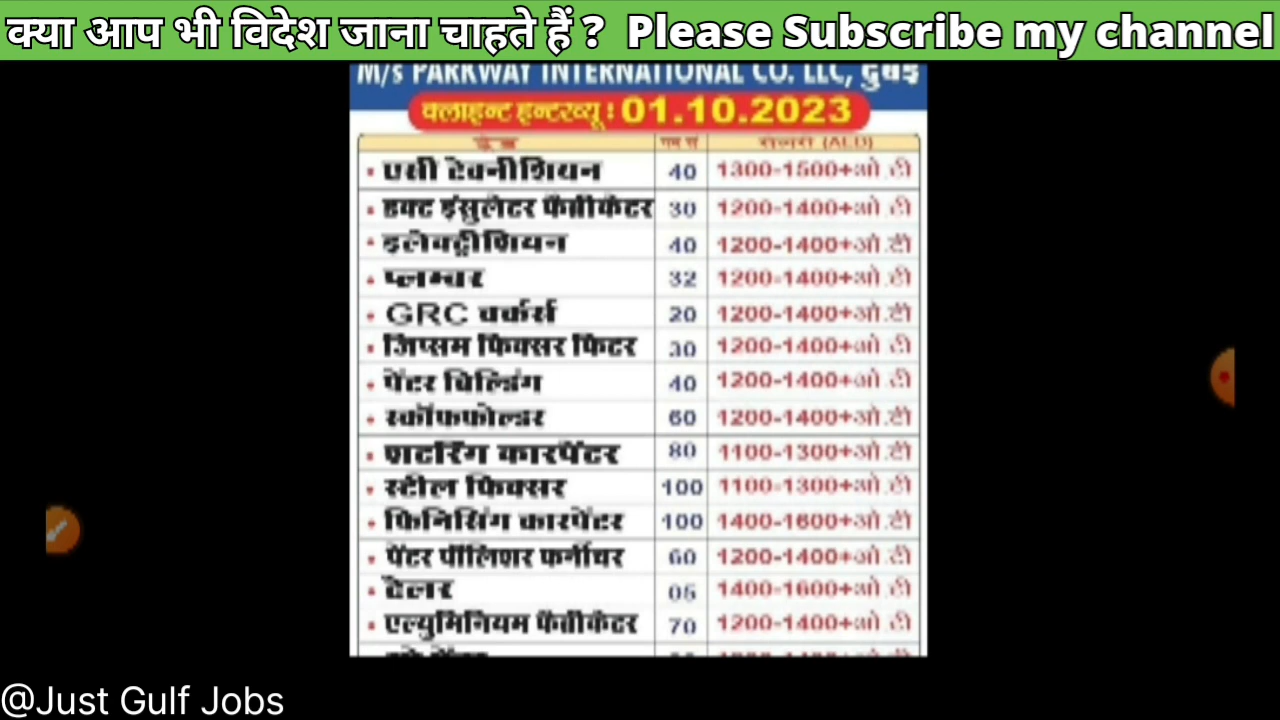 क्या आप भी विदेश जाना चाहते हैं ? Please Subscribe my channel
M/s PARKWAY INTERNATIONAL CO. LLC, दुबई
क्लाइन्ट इन्टरव्यू : 01.10.2023
ट्रेड पद सं सेलरी (AED)
• एसी टेक्नीशियन 40 1300-1500+ओ.टी
• डक्ट इंसुलेटर फैब्रीकेटर 30 1200-1400+ओ.टी
• इलेक्ट्रीशियन 40 1200-1400+ओ.टी
• प्लम्बर 32 1200-1400+ओ.टी
• GRC वर्कर्स 20 1200-1400+ओ.टी
• जिप्सम फिक्सर फिटर 30 1200-1400+ओ.टी
• पेंटर बिल्डिंग 40 1200-1400+ओ.टी
• स्कॉफफोल्डर 60 1200-1400+ओ.टी
• शटरिंग कारपेंटर 80 1100-1300+ओ.टी
• स्टील फिक्सर 100 1100-1300+ओ.टी
• फिनिसिंग कारपेंटर 100 1400-1600+ओ.टी
• पेंटर पॉलिशर फर्नीचर 60 1200-1400+ओ.टी
• टेलर 05 1400-1600+ओ.टी
• एल्युमिनियम फैब्रीकेटर 70 1200-1400+ओ.टी
@Just Gulf Jobs